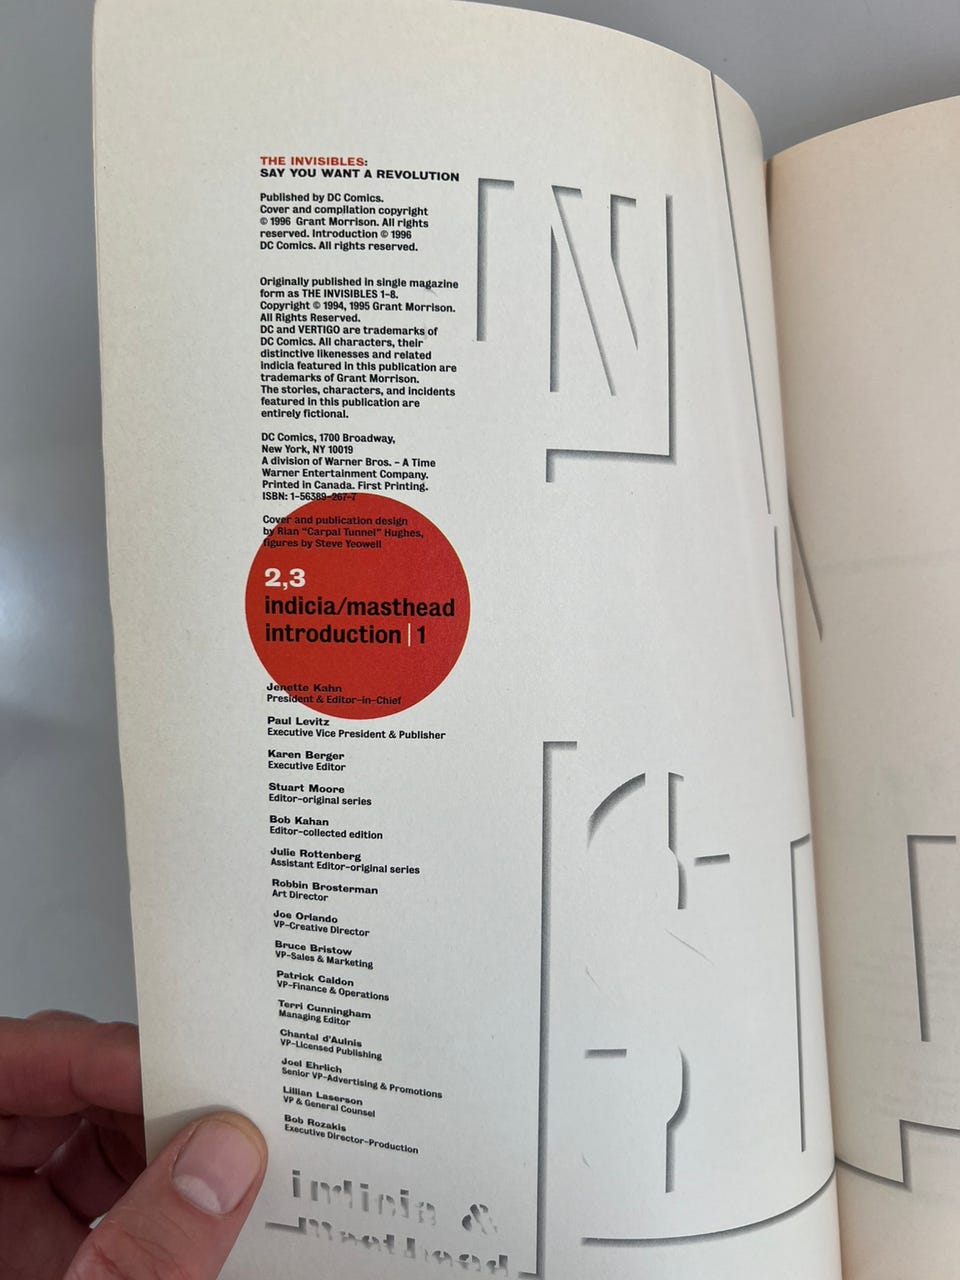 THE INVISIBLES:
SAY YOU WANT A REVOLUTION
Published by DC Comics.
Cover and compilation copyright
© 1996 Grant Morrison. All rights
reserved. Introduction © 1996
DC Comics. All rights reserved.
Originally published in single magazine
form as THE INVISIBLES 1-8.
Copyright © 1994, 1995 Grant Morrison.
All Rights Reserved.
DC and VERTIGO are trademarks of
DC Comics. All characters, their
distinctive likenesses and related
indicia featured in this publication are
trademarks of Grant Morrison.
The stories, characters, and incidents
featured in this publication are
entirely fictional.
DC Comics, 1700 Broadway,
New York, NY 10019
A division of Warner Bros. – A Time
Warner Entertainment Company.
Printed in Canada. First Printing.
ISBN: 1-56389-267-7
Cover and publication design
by Rian "Carpal Tunnel" Hughes,
figures by Steve Yeowell
2,3
indicia/masthead
introduction | 1
Jenette Kahn
President & Editor-in-Chief
Paul Levitz
Executive Vice President & Publisher
Karen Berger
Executive Editor
Stuart Moore
Editor-original series
Bob Kahan
Editor-collected edition
Julie Rottenberg
Assistant Editor-original series
Robbin Brosterman
Art Director
Joe Orlando
VP-Creative Director
Bruce Bristow
VP-Sales & Marketing
Patrick Caldon
VP-Finance & Operations
Terri Cunningham
Managing Editor
Chantal d'Aulnis
VP-Licensed Publishing
Joel Ehrlich
Senior VP-Advertising & Promotions
Lillian Laserson
VP & General Counsel
Bob Rozakis
Executive Director-Production
indicia &
Masthead